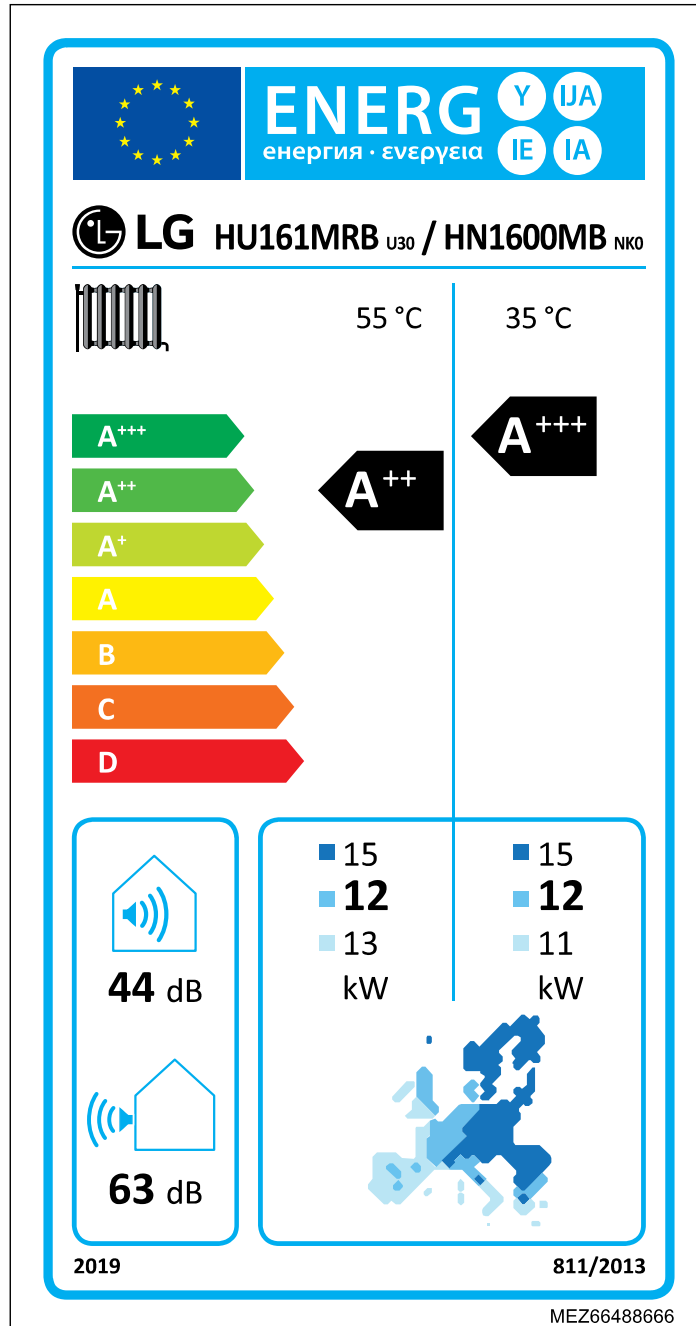 ENERG Y IJA
енергия · ενεργεια IE IA
LG HU161MRB U30 / HN1600MB NK0
55 °C 35 °C
A+++ A+++
A++ A++
A+
A
B
C
D
15 15
12 12
13 11
kW kW
44 dB
63 dB
2019 811/2013
MEZ66488666